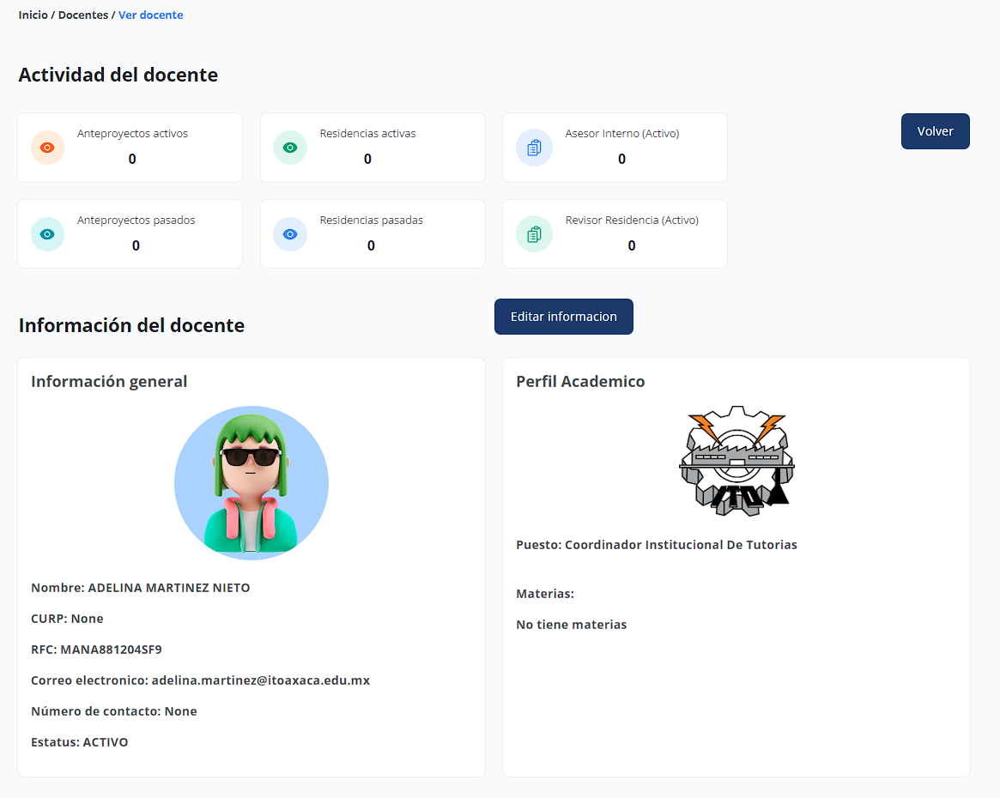 Inicio / Docentes / Ver docente
Actividad del docente
Anteproyectos activos
0
Residencias activas
0
Asesor Interno (Activo)
0
Volver
Anteproyectos pasados
0
Residencias pasadas
0
Revisor Residencia (Activo)
0
Información del docente
Editar informacion
Información general
Nombre: ADELINA MARTINEZ NIETO
CURP: None
RFC: MANA881204SF9
Correo electronico: adelina.martinez@itoaxaca.edu.mx
Número de contacto: None
Estatus: ACTIVO
Perfil Academico
ITO
Puesto: Coordinador Institucional De Tutorias
Materias:
No tiene materias